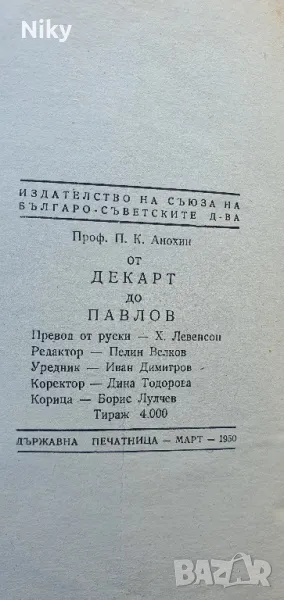 Niky
ИЗДАТЕЛСТВО НА СЪЮЗА НА
БЪЛГАРО-СЪВЕТСКИТЕ Д-ВА
Проф. П. К. Анохин
ОТ
ДЕКАРТ
ДО
ПАВЛОВ
Превод от руски — Х. Левенсон
Редактор — Пелин Велков
Уредник — Иван Димитров
Коректор — Дина Тодорова
Корица — Борис Лулчев
Тираж 4.000
ДЪРЖАВНА ПЕЧАТНИЦА — МАРТ — 1950
BAZAR